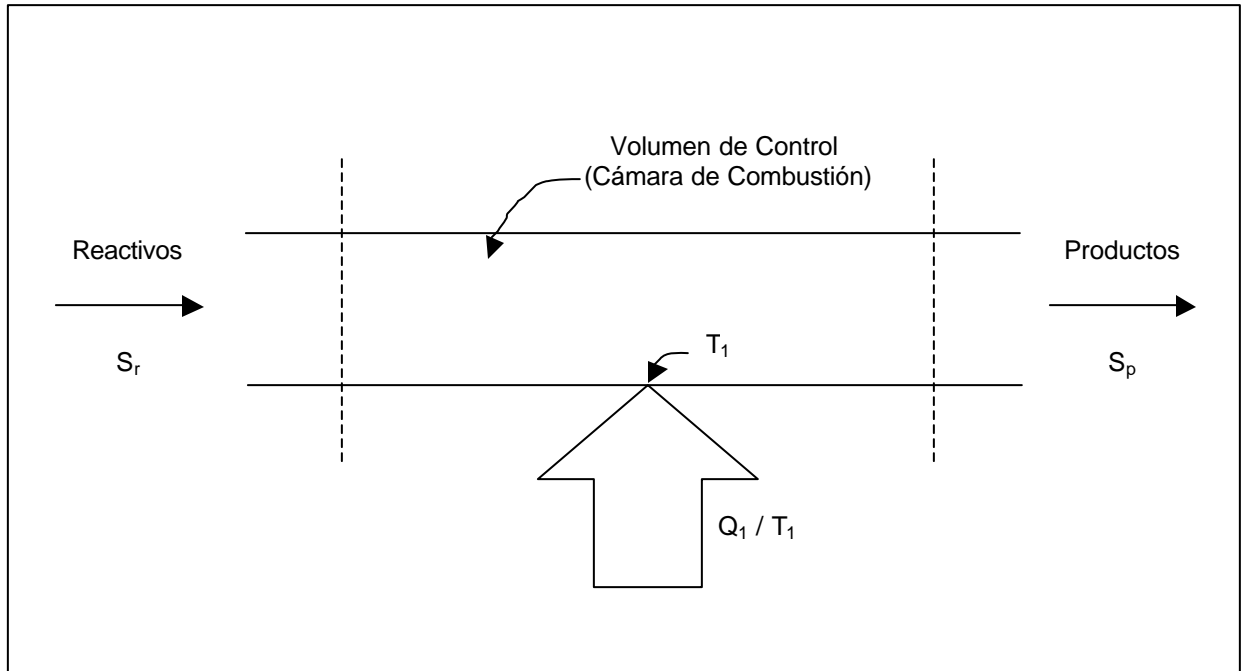 Volumen de Control
(Cámara de Combustión)
Reactivos
Productos
T₁
Sᵣ
Sₚ
Q₁ / T₁